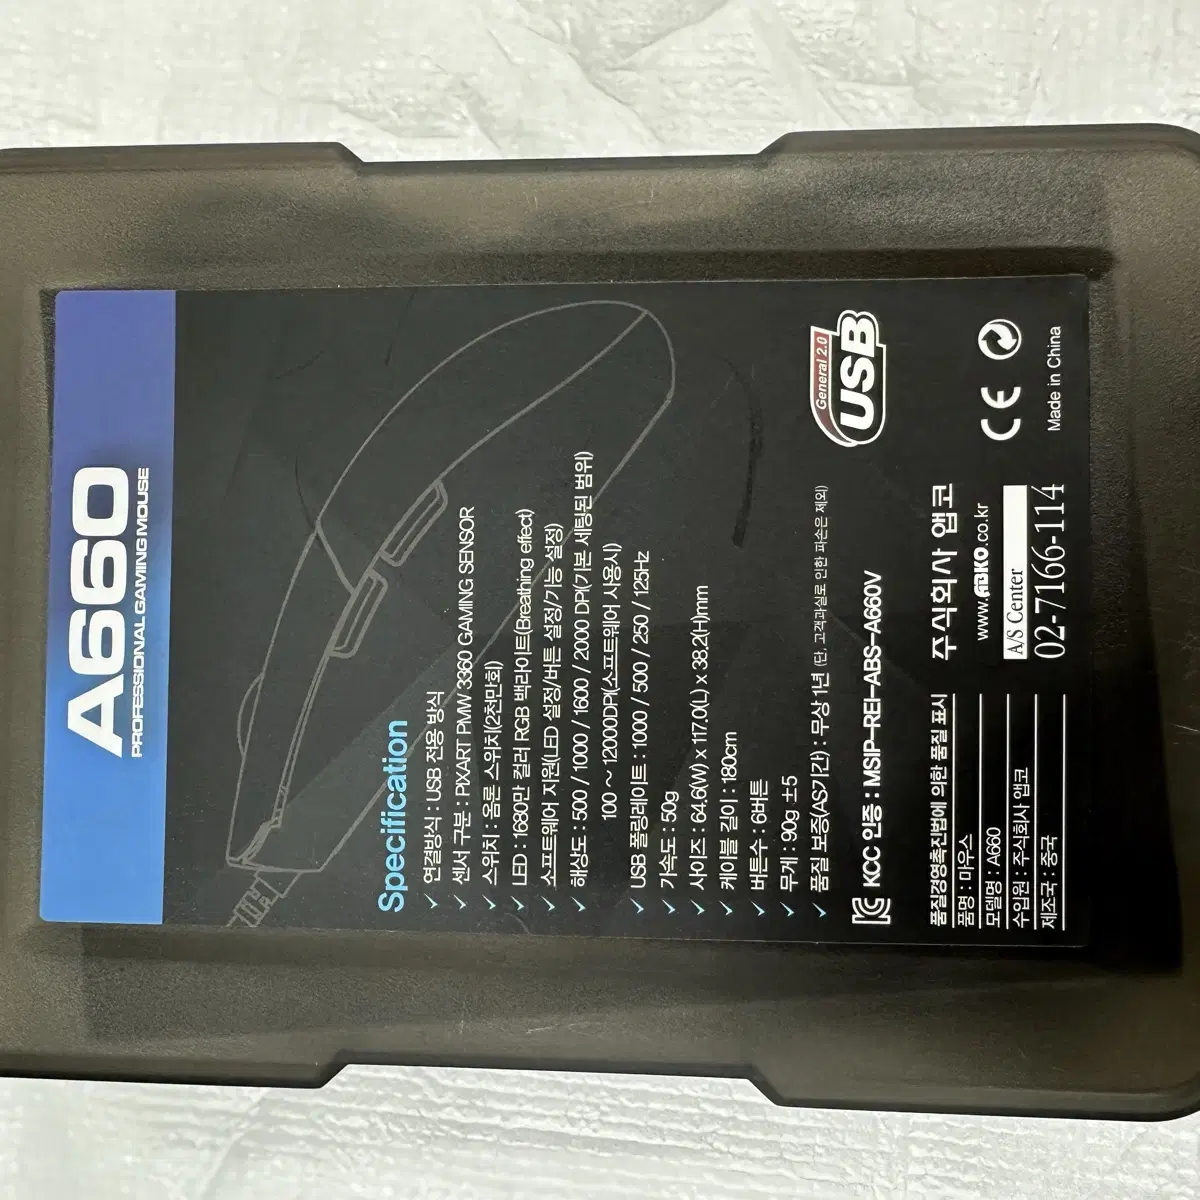 A660
PROFESSIONAL GAMING MOUSE
Specification
✓ 연결방식 : USB 전용 방식
✓ 센서 구분 : PIXART PMW 3360 GAMING SENSOR
✓ 스위치 : 옴론 스위치(2천만회)
✓ LED : 1680만 컬러 RGB 백라이트(Breathing effect)
✓ 소프트웨어 지원(LED 설정/버튼 설정/기능 설정)
✓ 해상도 : 500 / 1000 / 1600 / 2000 DPI(기본 세팅된 범위)
100 ~ 12000DPI(소프트웨어 사용시)
✓ USB 폴링레이트 : 1000 / 500 / 250 / 125Hz
✓ 가속도 : 50g
✓ 사이즈 : 64.6(W) x 117.0(L) x 38.2(H)mm
✓ 케이블 길이 : 180cm
✓ 버튼수 : 6버튼
✓ 무게 : 90g ±5
✓ 품질 보증(AS기간) : 무상 1년 (단, 고객과실로 인한 파손은 제외)
General 2.0
USB
KCC 인증 : MSIP-REI-ABS-A660V
품질경영촉진법에 의한 품질 표시
품명 : 마우스
모델명 : A660
수입원 : 주식회사 앱코
제조국 : 중국
주식회사 앱코
www.ABKO.co.kr
A/S Center
02-7166-114
CE
Made in China